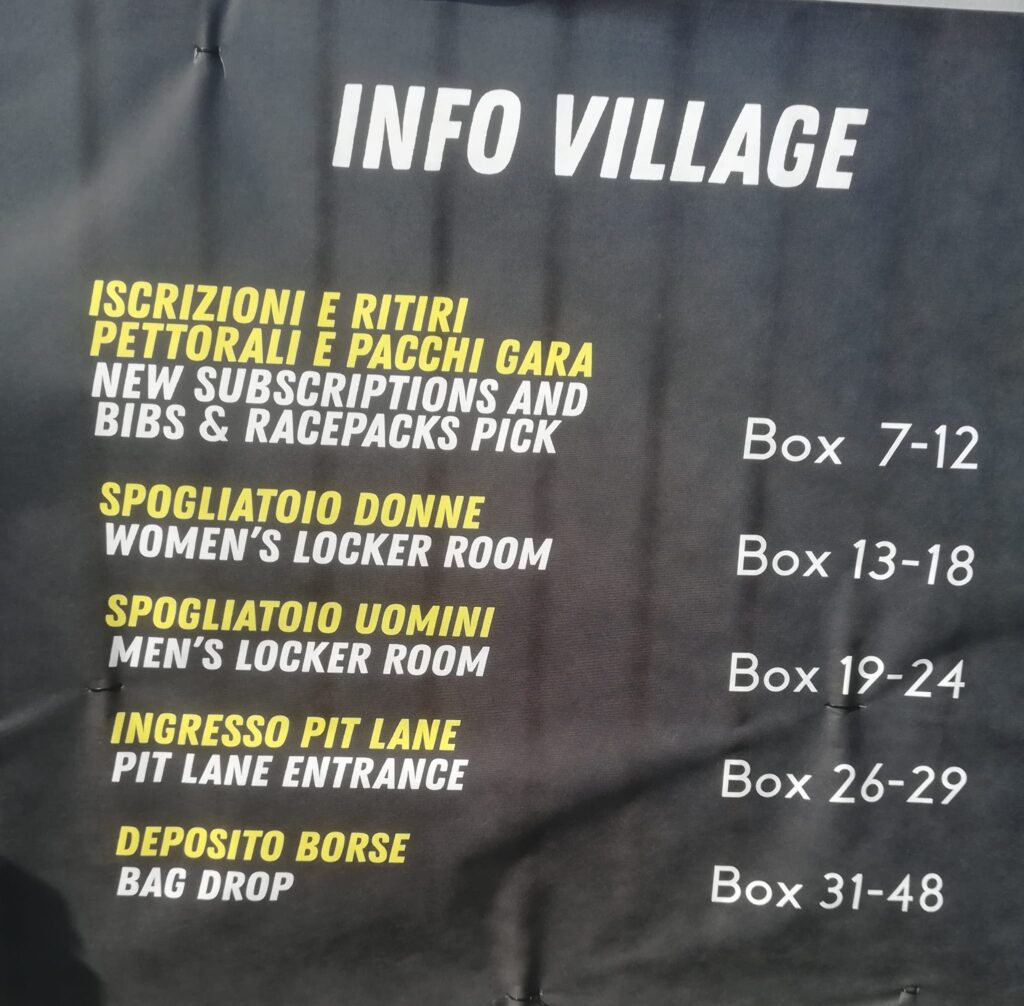 INFO VILLAGE
ISCRIZIONI E RITIRI
PETTORALI E PACCHI GARA
NEW SUBSCRIPTIONS AND
BIBS & RACEPACKS PICK
Box 7-12
SPOGLIATOIO DONNE
WOMEN'S LOCKER ROOM
Box 13-18
SPOGLIATOIO UOMINI
MEN'S LOCKER ROOM
Box 19-24
INGRESSO PIT LANE
PIT LANE ENTRANCE
Box 26-29
DEPOSITO BORSE
BAG DROP
Box 31-48